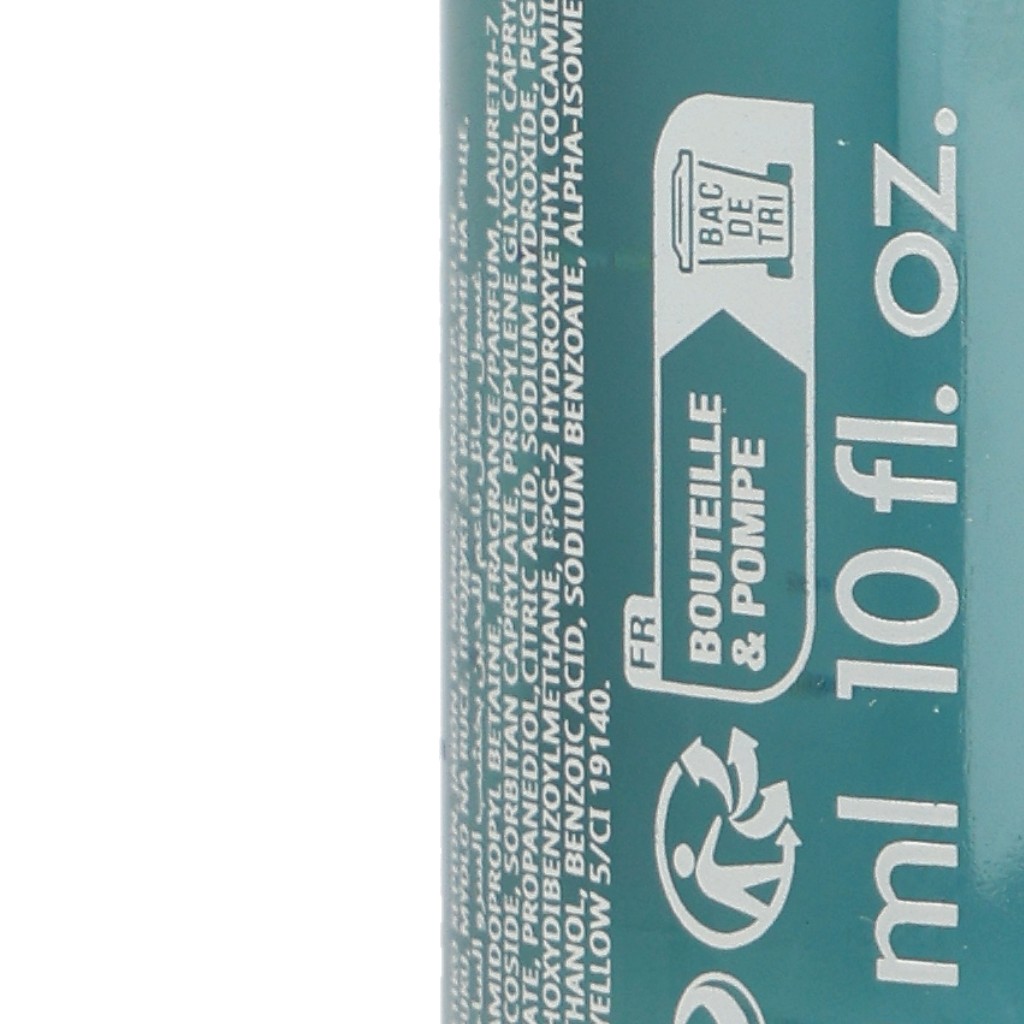 AMIDOPROPYL BETAINE, FRAGRANCE/PARFUM, LAURETH-7
COSIDE, SORBITAN CAPRYLATE, PROPYLENE GLYCOL, CAPRY
ATE, PROPANEDIOL, CITRIC ACID, SODIUM HYDROXIDE, PEG
HOXYDIBENZOYLMETHANE, PPG-2 HYDROXYETHYL COCAMID
THANOL, BENZOIC ACID, SODIUM BENZOATE, ALPHA-ISOME
YELLOW 5/CI 19140.
FR
BOUTEILLE
& POMPE
BAC
DE
TRI
ml 10 fl. oz.